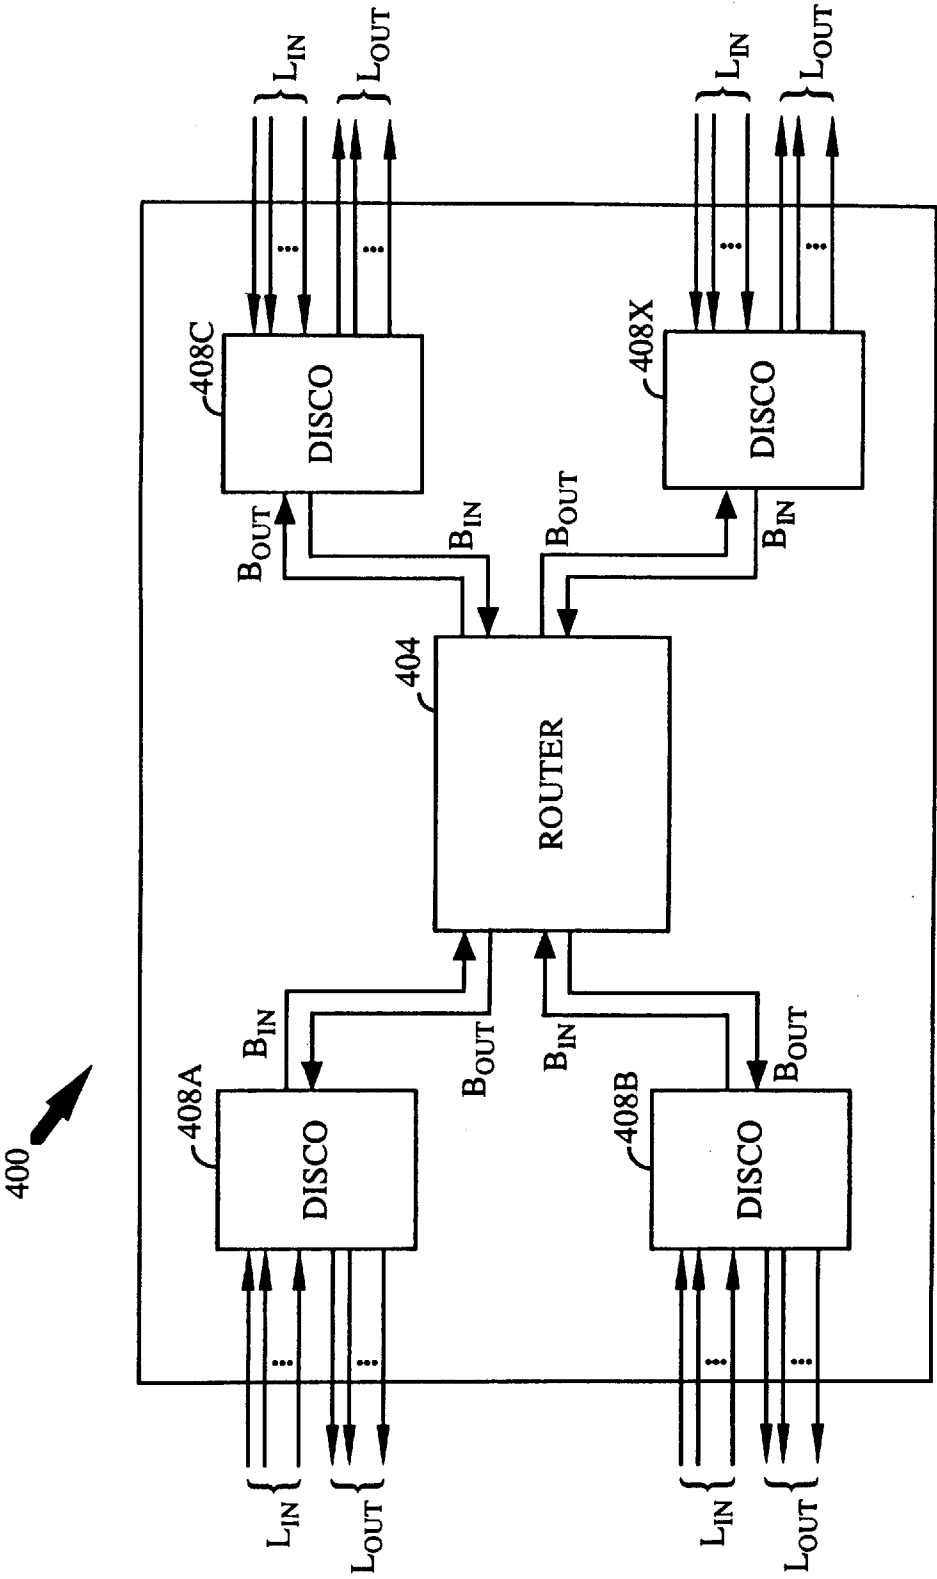 400
408A
DISCO
L_IN
L_OUT
B_IN
B_OUT
408B
DISCO
L_IN
L_OUT
B_IN
B_OUT
404
ROUTER
408C
DISCO
B_OUT
B_IN
L_IN
L_OUT
408X
DISCO
B_OUT
B_IN
L_IN
L_OUT